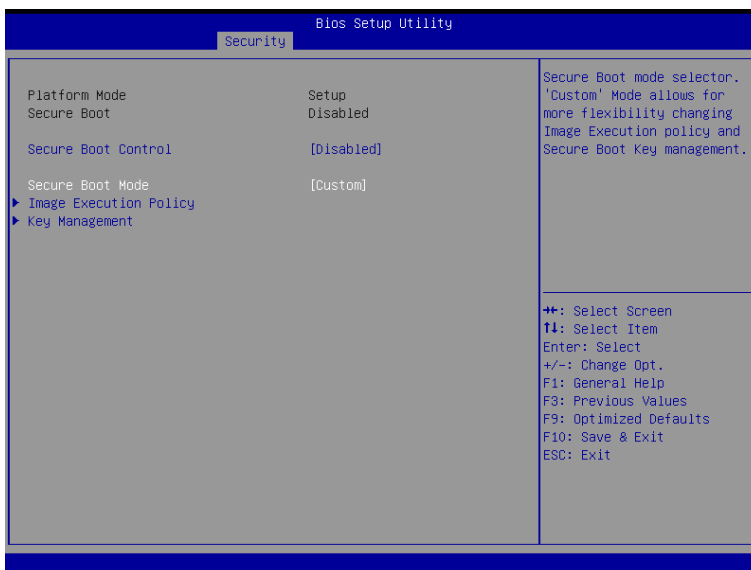 Bios Setup Utility
Security
Platform Mode Setup
Secure Boot Disabled
Secure Boot Control [Disabled]
Secure Boot Mode [Custom]
Image Execution Policy
Key Management
Secure Boot mode selector.
'Custom' Mode allows for
more flexibility changing
Image Execution policy and
Secure Boot Key management.
→←: Select Screen
↑↓: Select Item
Enter: Select
+/-: Change Opt.
F1: General Help
F3: Previous Values
F9: Optimized Defaults
F10: Save & Exit
ESC: Exit